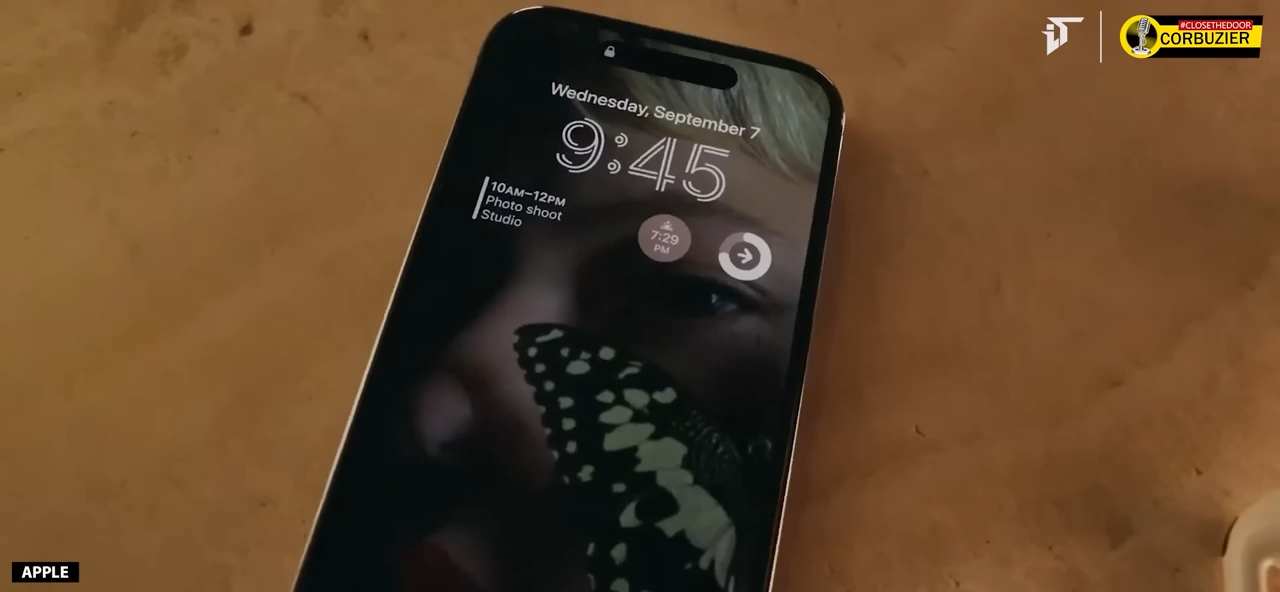 #CLOSETHEDOOR
CORBUZIER
Wednesday, September 7
9:45
10AM–12PM
Photo shoot
Studio
7:29
PM
APPLE